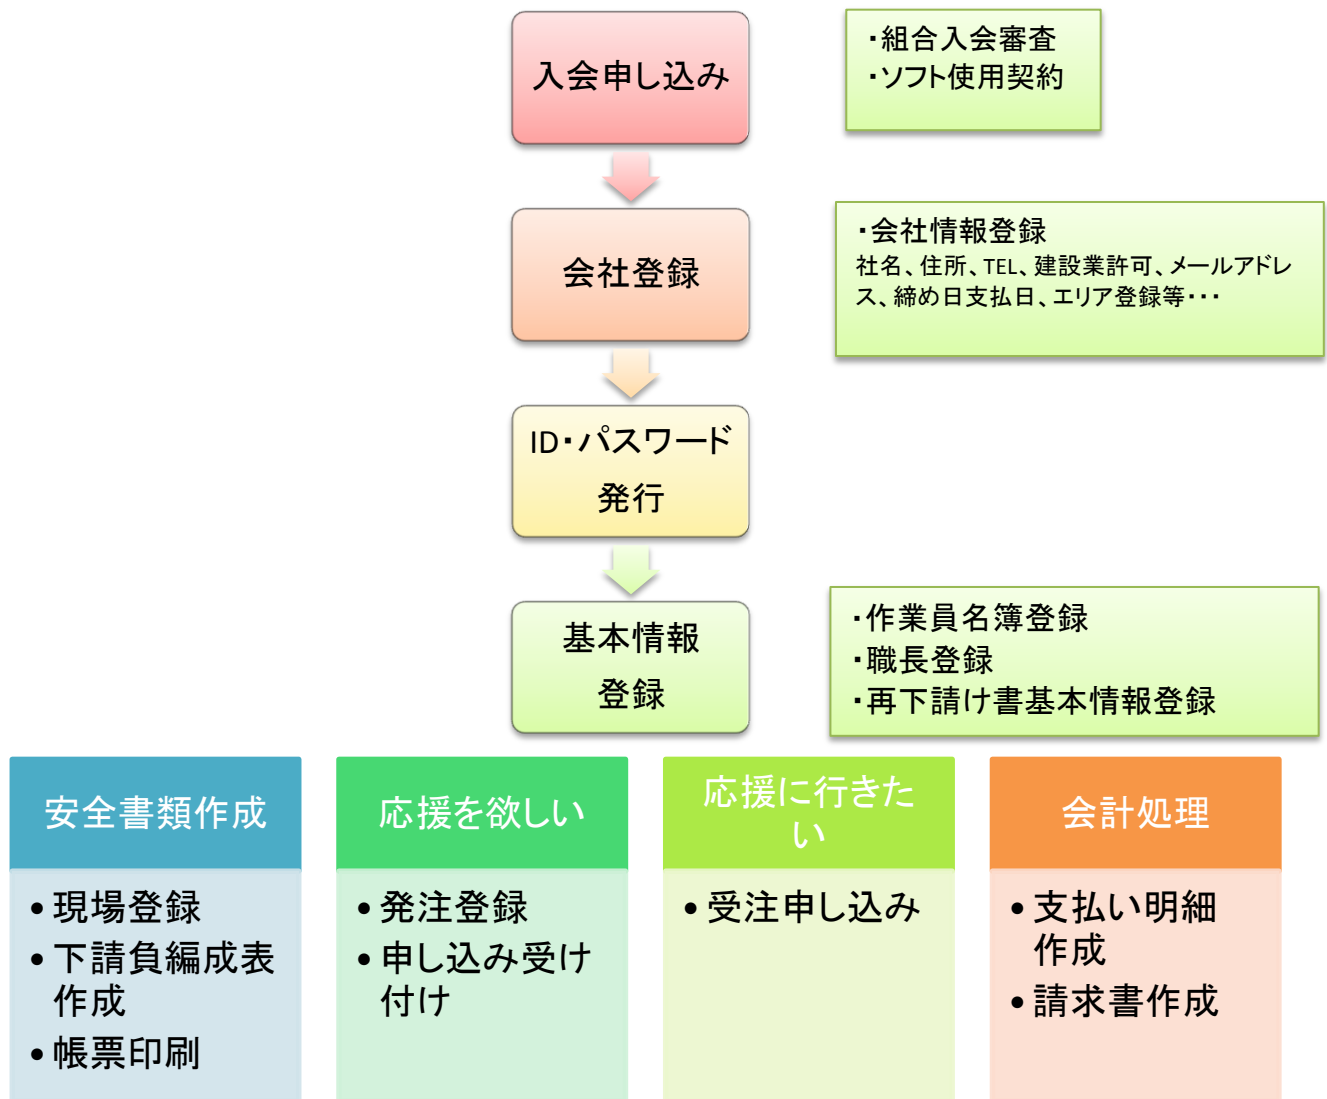 入会申し込み
・組合入会審査
・ソフト使用契約
会社登録
・会社情報登録
社名、住所、TEL、建設業許可、メールアドレ
ス、締め日支払日、エリア登録等・・・
ID・パスワード
発行
基本情報
登録
・作業員名簿登録
・職長登録
・再下請け書基本情報登録
安全書類作成
• 現場登録
• 下請負編成表
作成
• 帳票印刷
応援を欲しい
• 発注登録
• 申し込み受け
付け
応援に行きた
い
• 受注申し込み
会計処理
• 支払い明細
作成
• 請求書作成